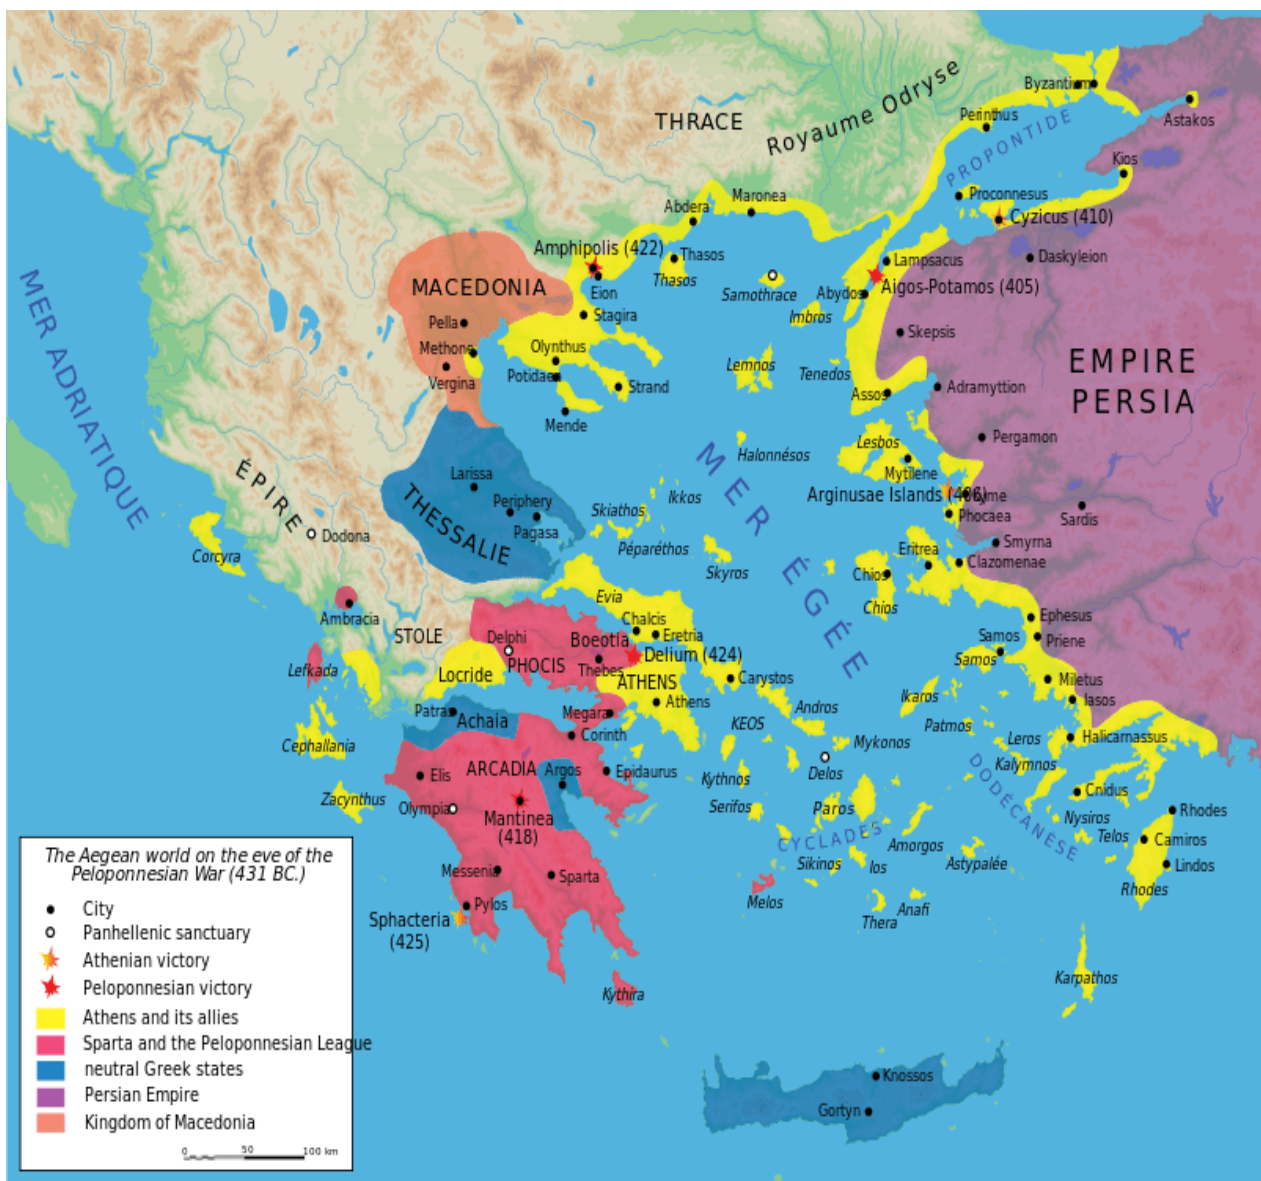 THRACE
Royaume Odryse
Byzantium
Astakos
Perinthus
PROPONTIDE
Kios
Proconnesus
Cyzicus (410)
Maronea
Abdera
Amphipolis (422)
Thasos
Thasos
Eion
Samothrace
Lampsacus
Daskyleion
Abydos
Aigos-Potamos (405)
Imbros
MER ADRIATIQUE
MACEDONIA
Pella
Stagira
Methone
Vergina
Olynthus
Potidaea
Strand
Mende
Skepsis
Lemnos
Tenedos
Assos
Adramyttion
EMPIRE
PERSIA
Pergamon
Lesbos
Mytilene
Halonnésos
MER ÉGÉE
Arginusae Islands (406)
Phocaea
Sardis
Smyrna
Clazomenae
Eritrea
Chios
Chios
ÉPIRE
Dodona
Corcyra
Larissa
Periphery
Pagasa
THESSALIE
Ikkos
Skiathos
Péparéthos
Skyros
Ambracia
STOLE
Lefkada
Evia
Chalcis
Eretria
Delphi
Boeotia
PHOCIS
Thebes
Delium (424)
Locride
ATHENS
Athens
Carystos
Ephesus
Priene
Samos
Samos
Miletus
Iasos
Halicarnassus
Ikaros
Patmos
Leros
Kalymnos
Andros
KEOS
Mykonos
Delos
Kythnos
Serifos
Paros
CYCLADES
Sikinos
Ios
Amorgos
Astypalée
DODÉCANÈSE
Cnidus
Nysiros
Telos
Rhodes
Camiros
Lindos
Rhodes
Patras
Achaia
Megara
Corinth
Cephallania
Zacynthus
Elis
ARCADIA
Argos
Epidaurus
Olympia
Mantinea
(418)
Messenia
Sparta
Pylos
Sphacteria
(425)
Melos
Thera
Anafi
Kythira
Karpathos
Knossos
Gortyn
The Aegean world on the eve of the
Peloponnesian War (431 BC.)
City
Panhellenic sanctuary
Athenian victory
Peloponnesian victory
Athens and its allies
Sparta and the Peloponnesian League
neutral Greek states
Persian Empire
Kingdom of Macedonia
0 50 100 km